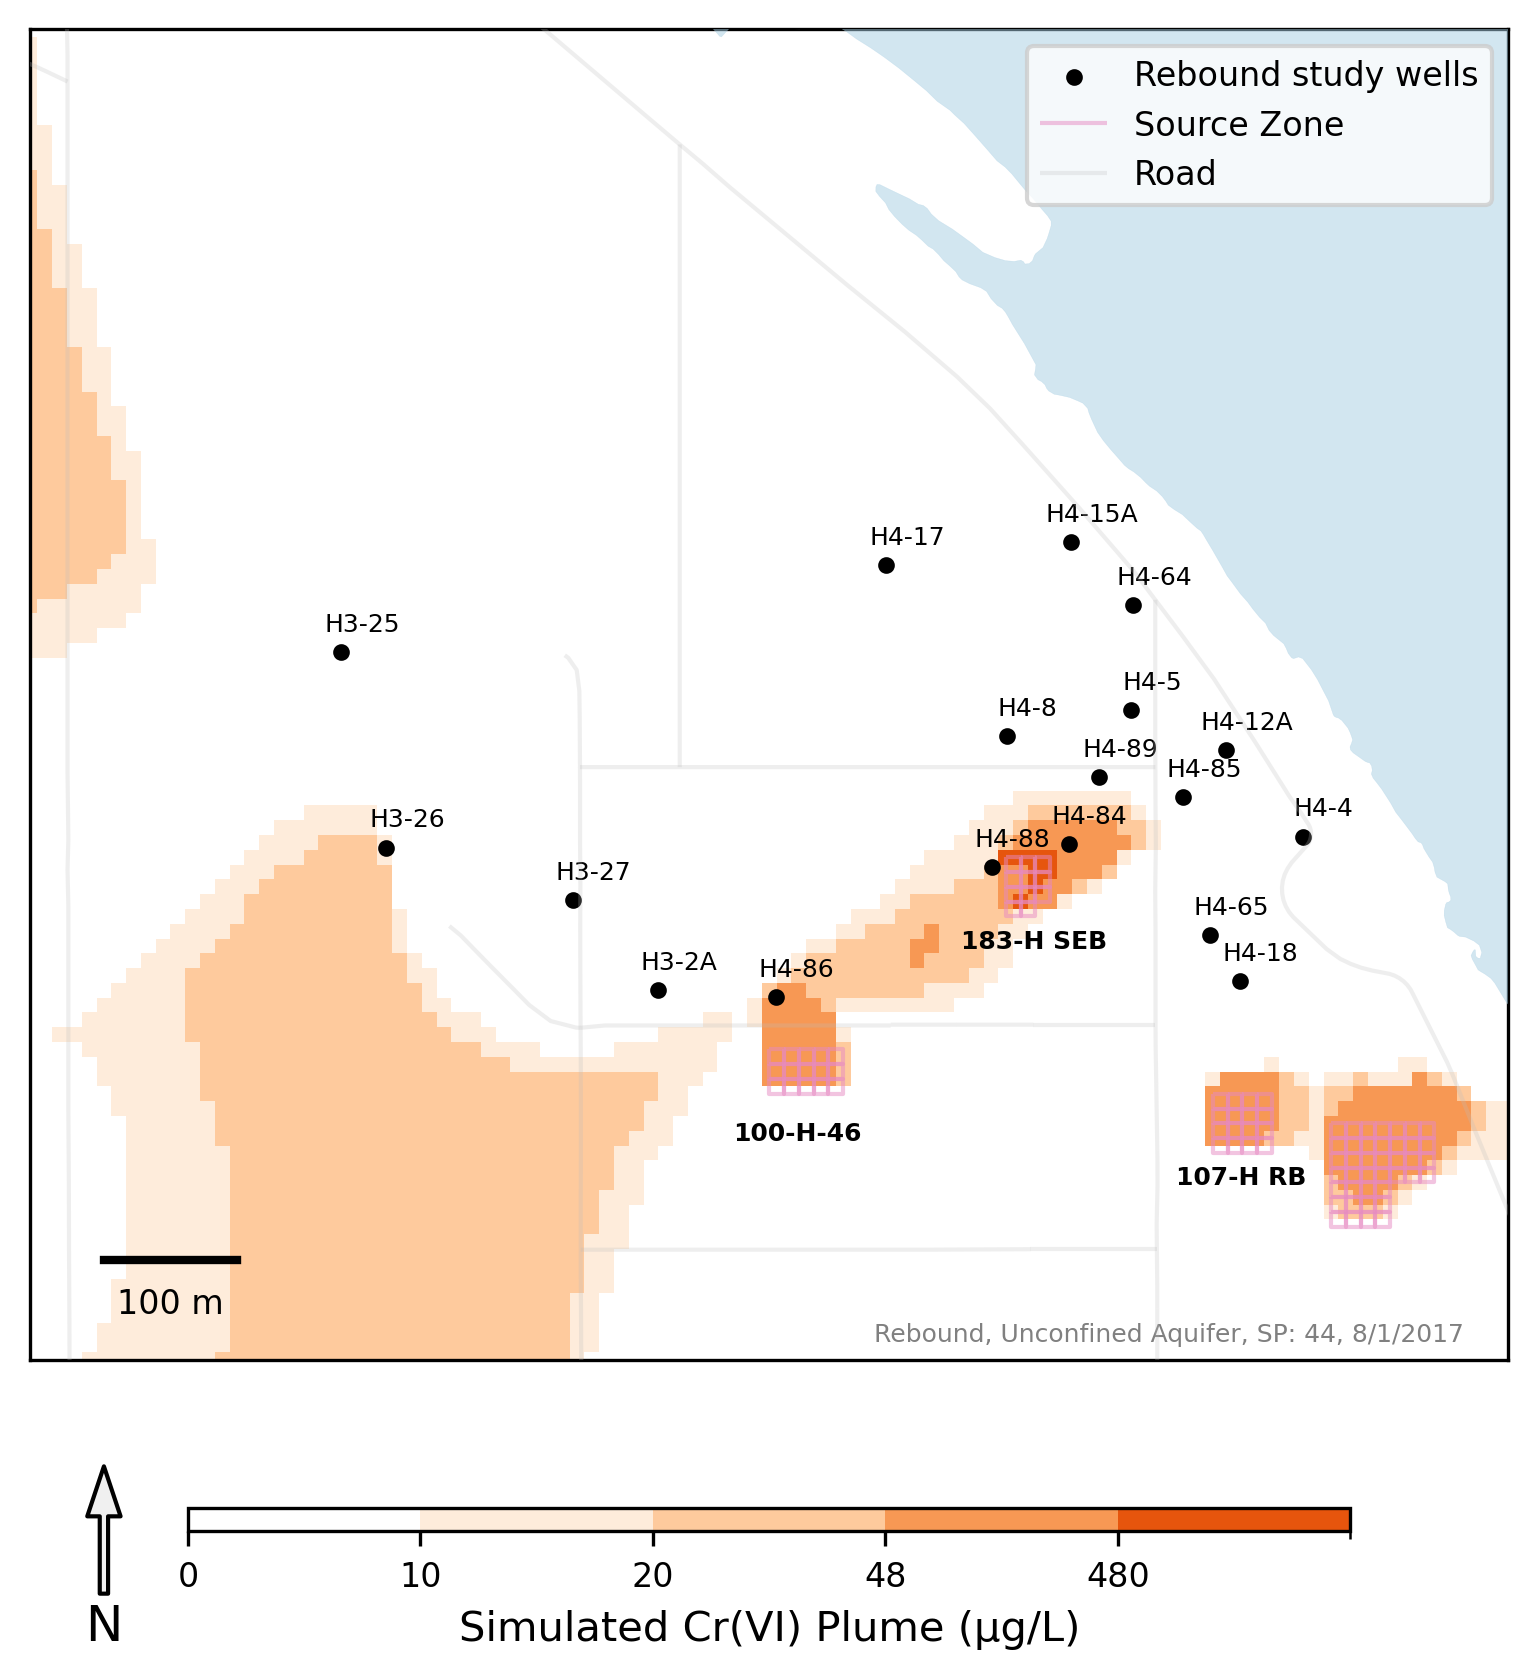 Rebound study wells
Source Zone
Road
H4-15A
H4-17
H4-64
H3-25
H4-5
H4-8
H4-12A
H4-89
H4-85
H4-4
H4-84
H3-26
H4-88
H3-27
H4-65
183-H SEB
H4-18
H3-2A
H4-86
100-H-46
107-H RB
100 m
Rebound, Unconfined Aquifer, SP: 44, 8/1/2017
0 10 20 48 480
Simulated Cr(VI) Plume (µg/L)
N